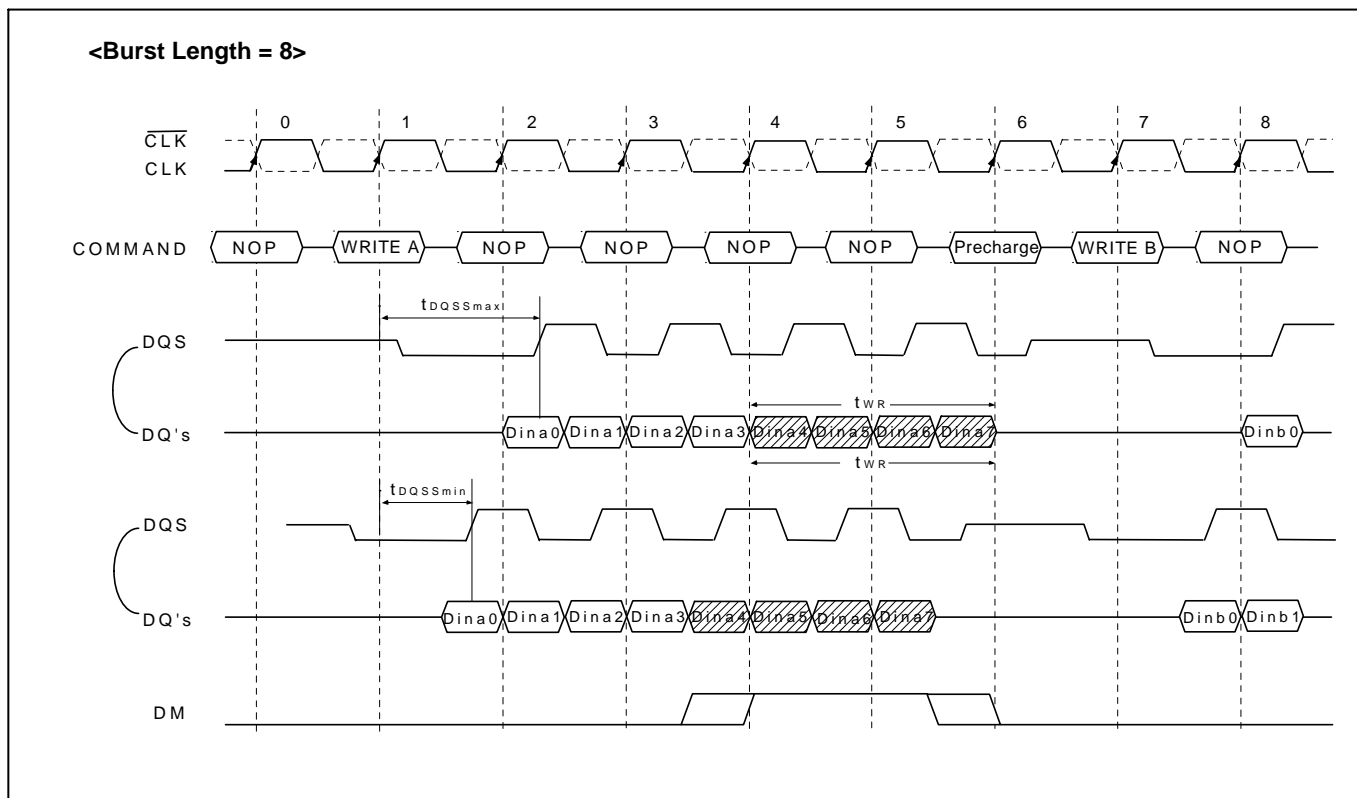 <Burst Length = 8>
0 1 2 3 4 5 6 7 8
CLK
CLK
COMMAND NOP WRITE A NOP NOP NOP NOP Precharge WRITE B NOP
tDQSSmax
DQS
tWR
DQ's Dina0 Dina1 Dina2 Dina3 Dina4 Dina5 Dina6 Dina7 Dinb0
tWR
tDQSSmin
DQS
DQ's Dina0 Dina1 Dina2 Dina3 Dina4 Dina5 Dina6 Dina7 Dinb0 Dinb1
DM